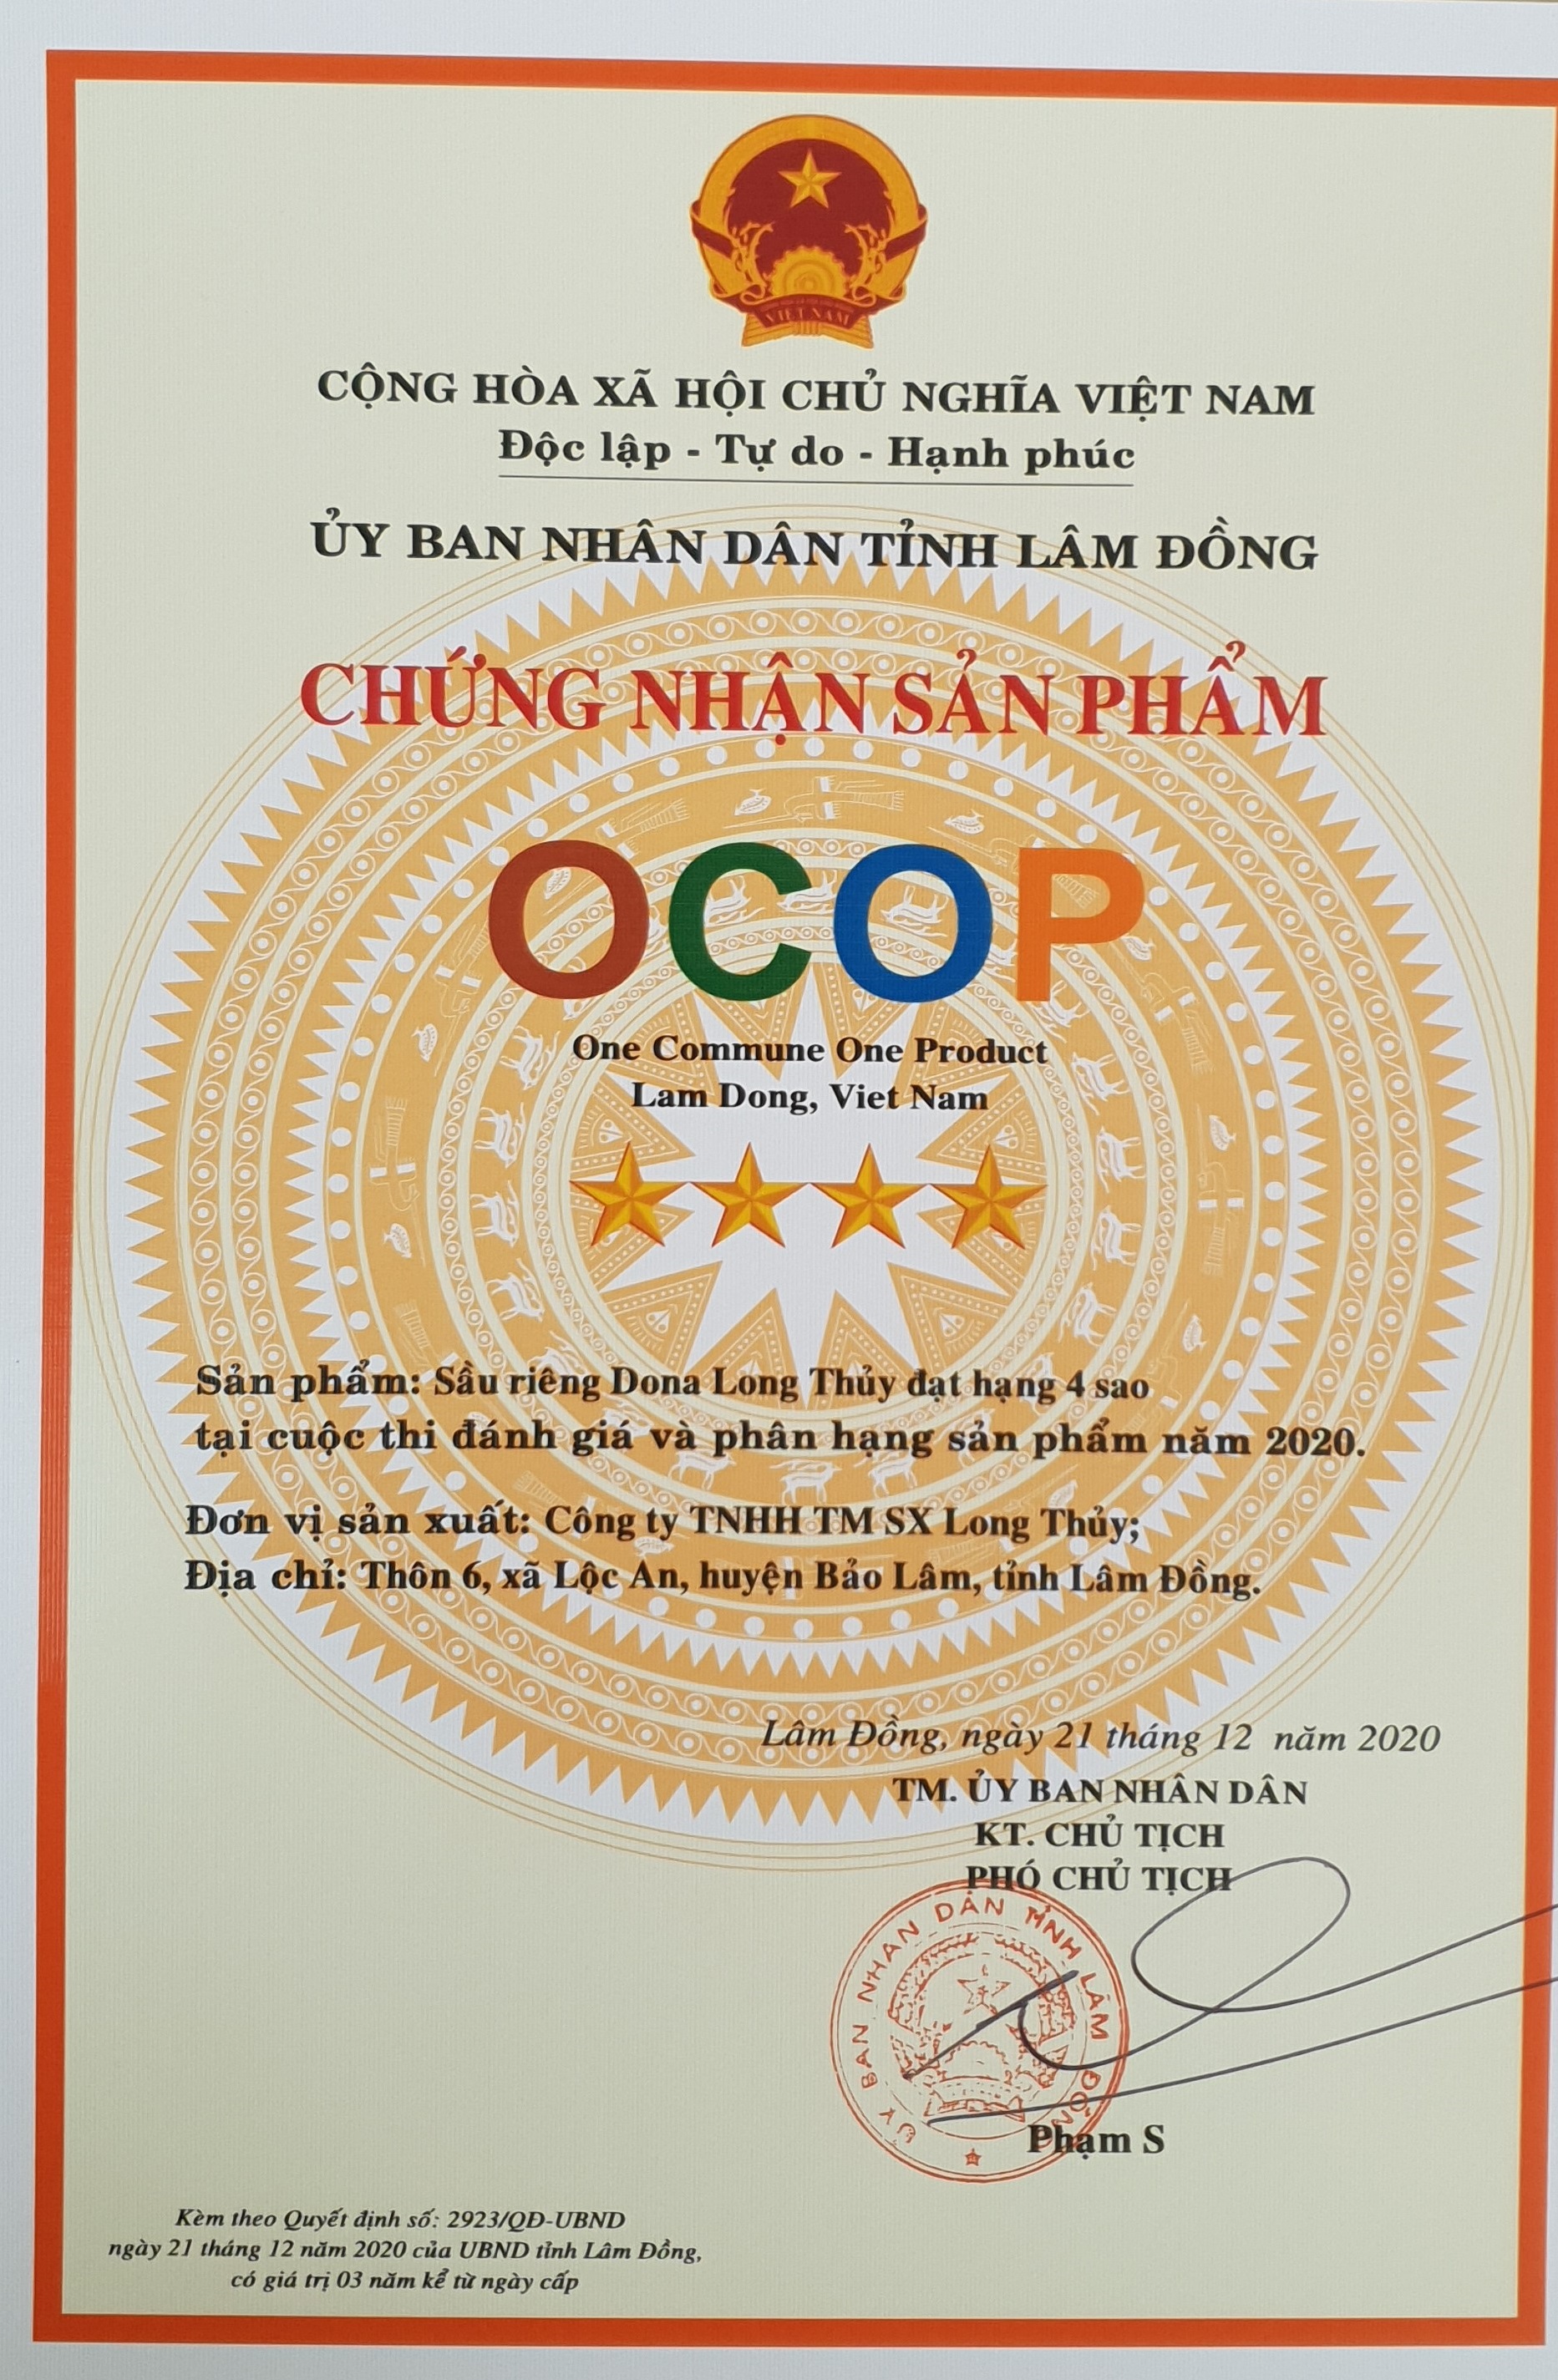 VIỆT NAM
CỘNG HÒA XÃ HỘI CHỦ NGHĨA VIỆT NAM
Độc lập - Tự do - Hạnh phúc
ỦY BAN NHÂN DÂN TỈNH LÂM ĐỒNG
CHỨNG NHẬN SẢN PHẨM
OCOP
One Commune One Product
Lam Dong, Viet Nam
Sản phẩm: Sầu riêng Dona Long Thủy đạt hạng 4 sao
tại cuộc thi đánh giá và phân hạng sản phẩm năm 2020.
Đơn vị sản xuất: Công ty TNHH TM SX Long Thủy;
Địa chỉ: Thôn 6, xã Lộc An, huyện Bảo Lâm, tỉnh Lâm Đồng.
Lâm Đồng, ngày 21 tháng 12 năm 2020
TM. ỦY BAN NHÂN DÂN
KT. CHỦ TỊCH
PHÓ CHỦ TỊCH
ỦY BAN NHÂN DÂN TỈNH LÂM ĐỒNG
Phạm S
Kèm theo Quyết định số: 2923/QĐ-UBND
ngày 21 tháng 12 năm 2020 của UBND tỉnh Lâm Đồng,
có giá trị 03 năm kể từ ngày cấp